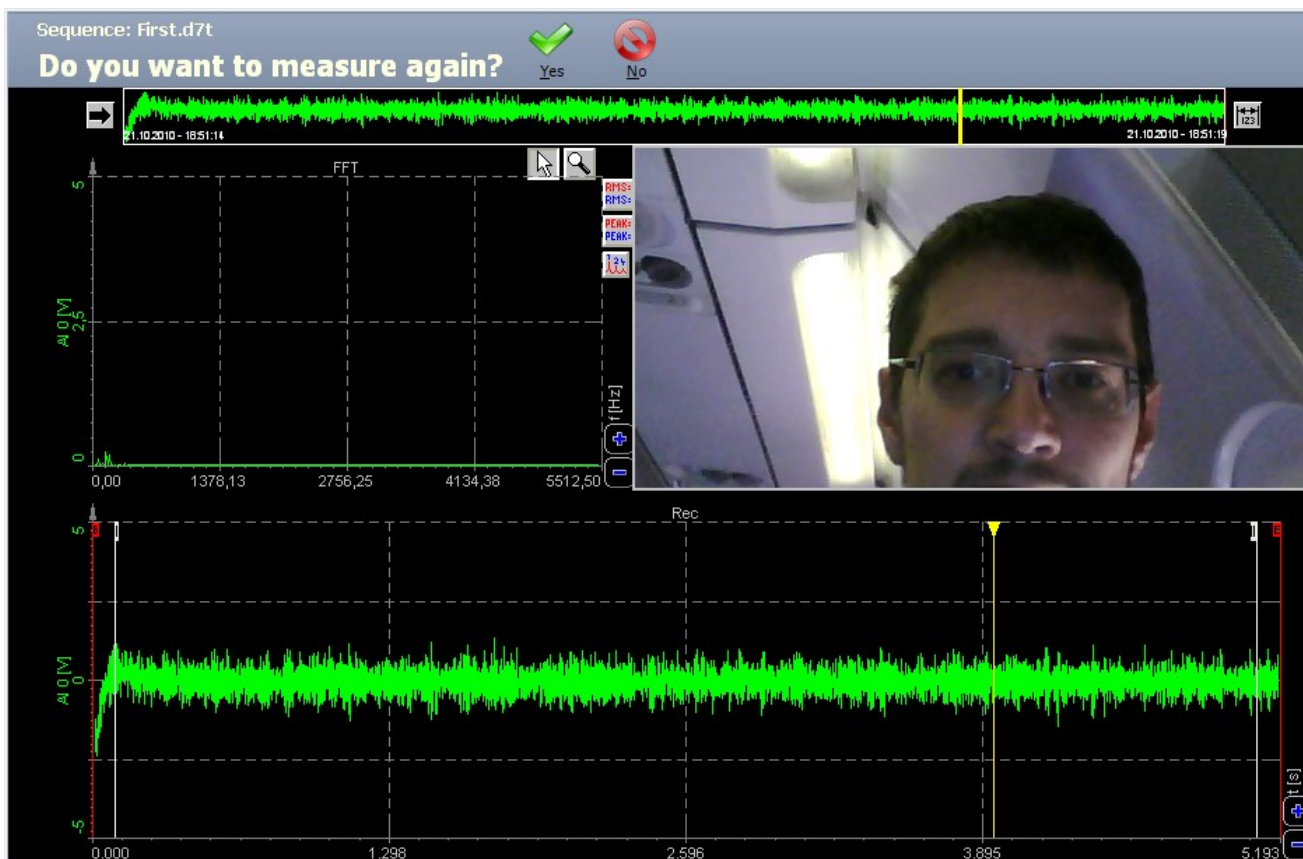 Sequence: First.d7t
Do you want to measure again?
Yes
No
21.10.2010 - 18:51:14
21.10.2010 - 18:51:19
123
FFT
RMS=
RMS=
PEAK=
PEAK=
AI 0 [V]
5
2,5
0
f [Hz]
0,00
1378,13
2756,25
4134,38
5512,50
Rec
AI 0 [V]
5
0
-5
t [s]
0.000
1.298
2.596
3.895
5.193